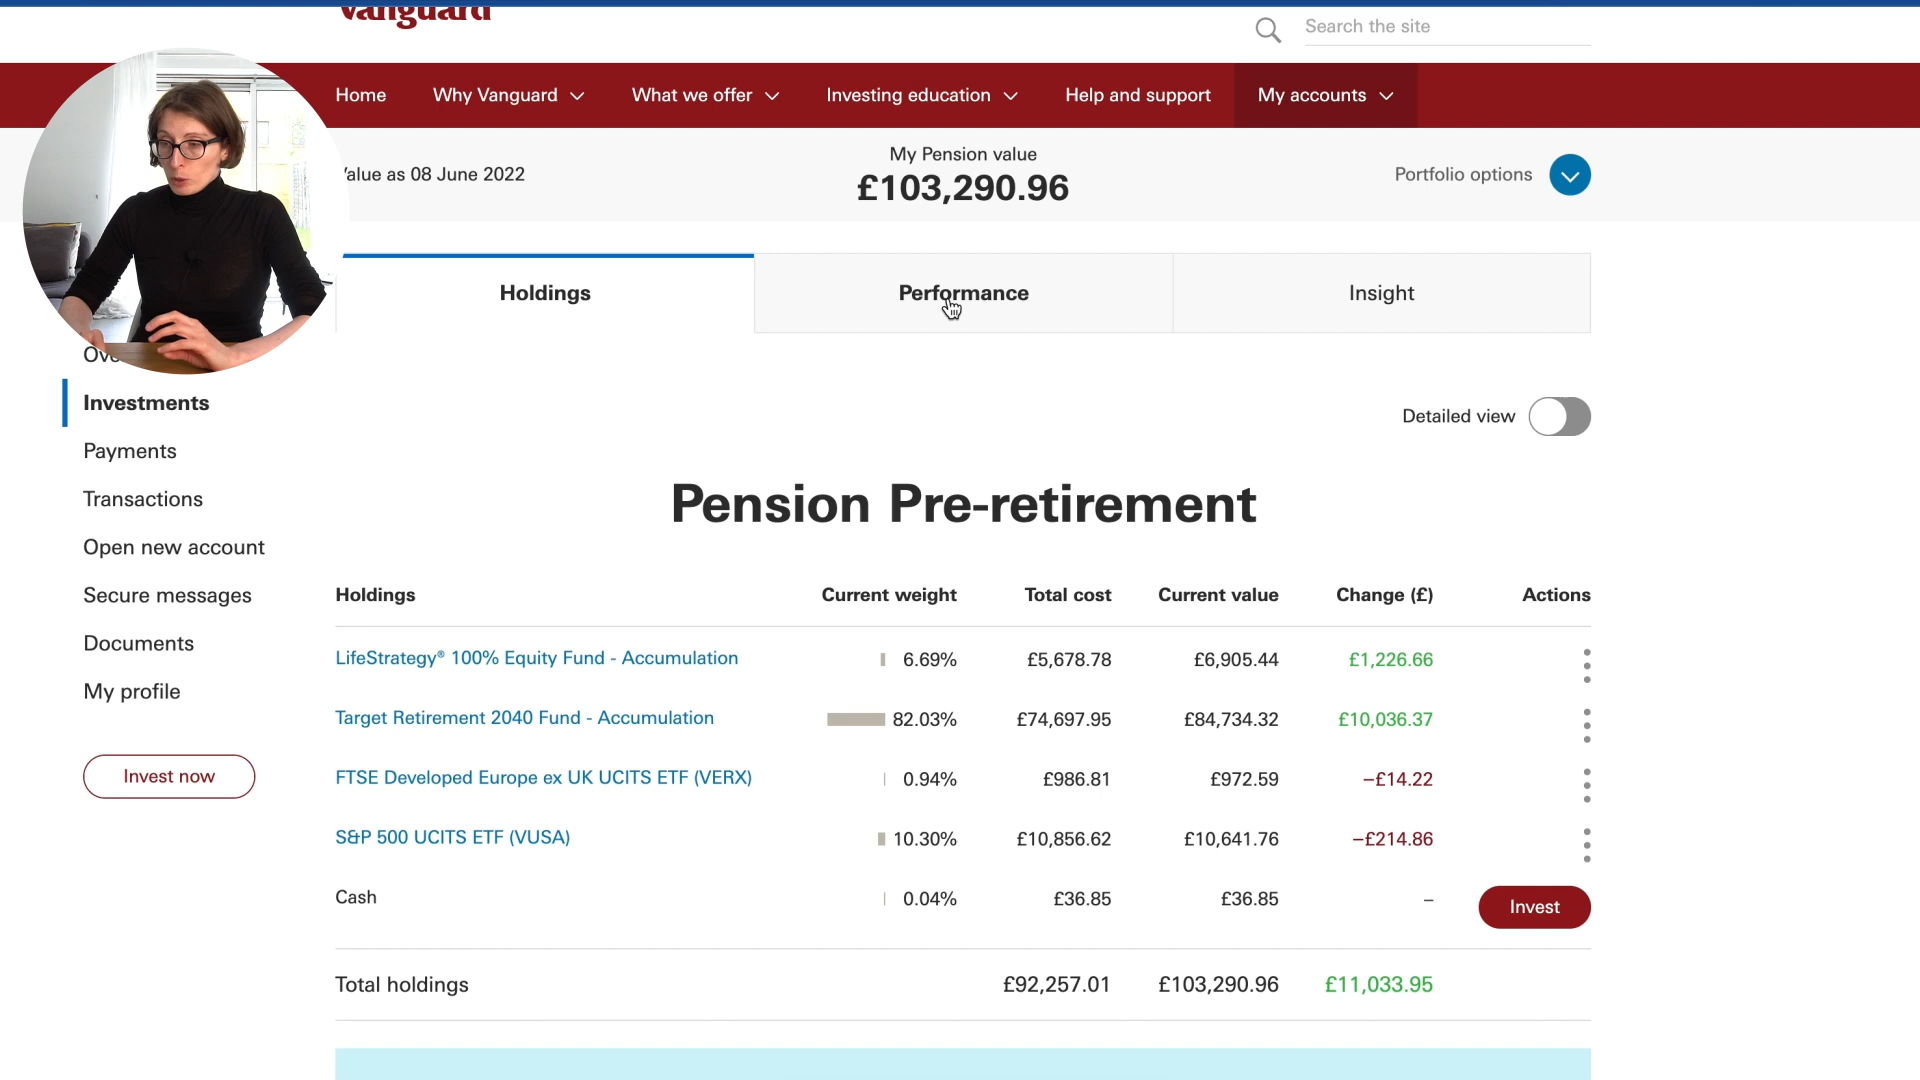 Vanguard
Search the site
Home Why Vanguard What we offer Investing education Help and support My accounts
Value as 08 June 2022
My Pension value
£103,290.96
Portfolio options
Holdings Performance Insight
Investments
Payments
Transactions
Open new account
Secure messages
Documents
My profile
Invest now
Detailed view
Pension Pre-retirement
Holdings Current weight Total cost Current value Change (£) Actions
LifeStrategy® 100% Equity Fund - Accumulation 6.69% £5,678.78 £6,905.44 £1,226.66
Target Retirement 2040 Fund - Accumulation 82.03% £74,697.95 £84,734.32 £10,036.37
FTSE Developed Europe ex UK UCITS ETF (VERX) 0.94% £986.81 £972.59 −£14.22
S&P 500 UCITS ETF (VUSA) 10.30% £10,856.62 £10,641.76 −£214.86
Cash 0.04% £36.85 £36.85 – Invest
Total holdings £92,257.01 £103,290.96 £11,033.95